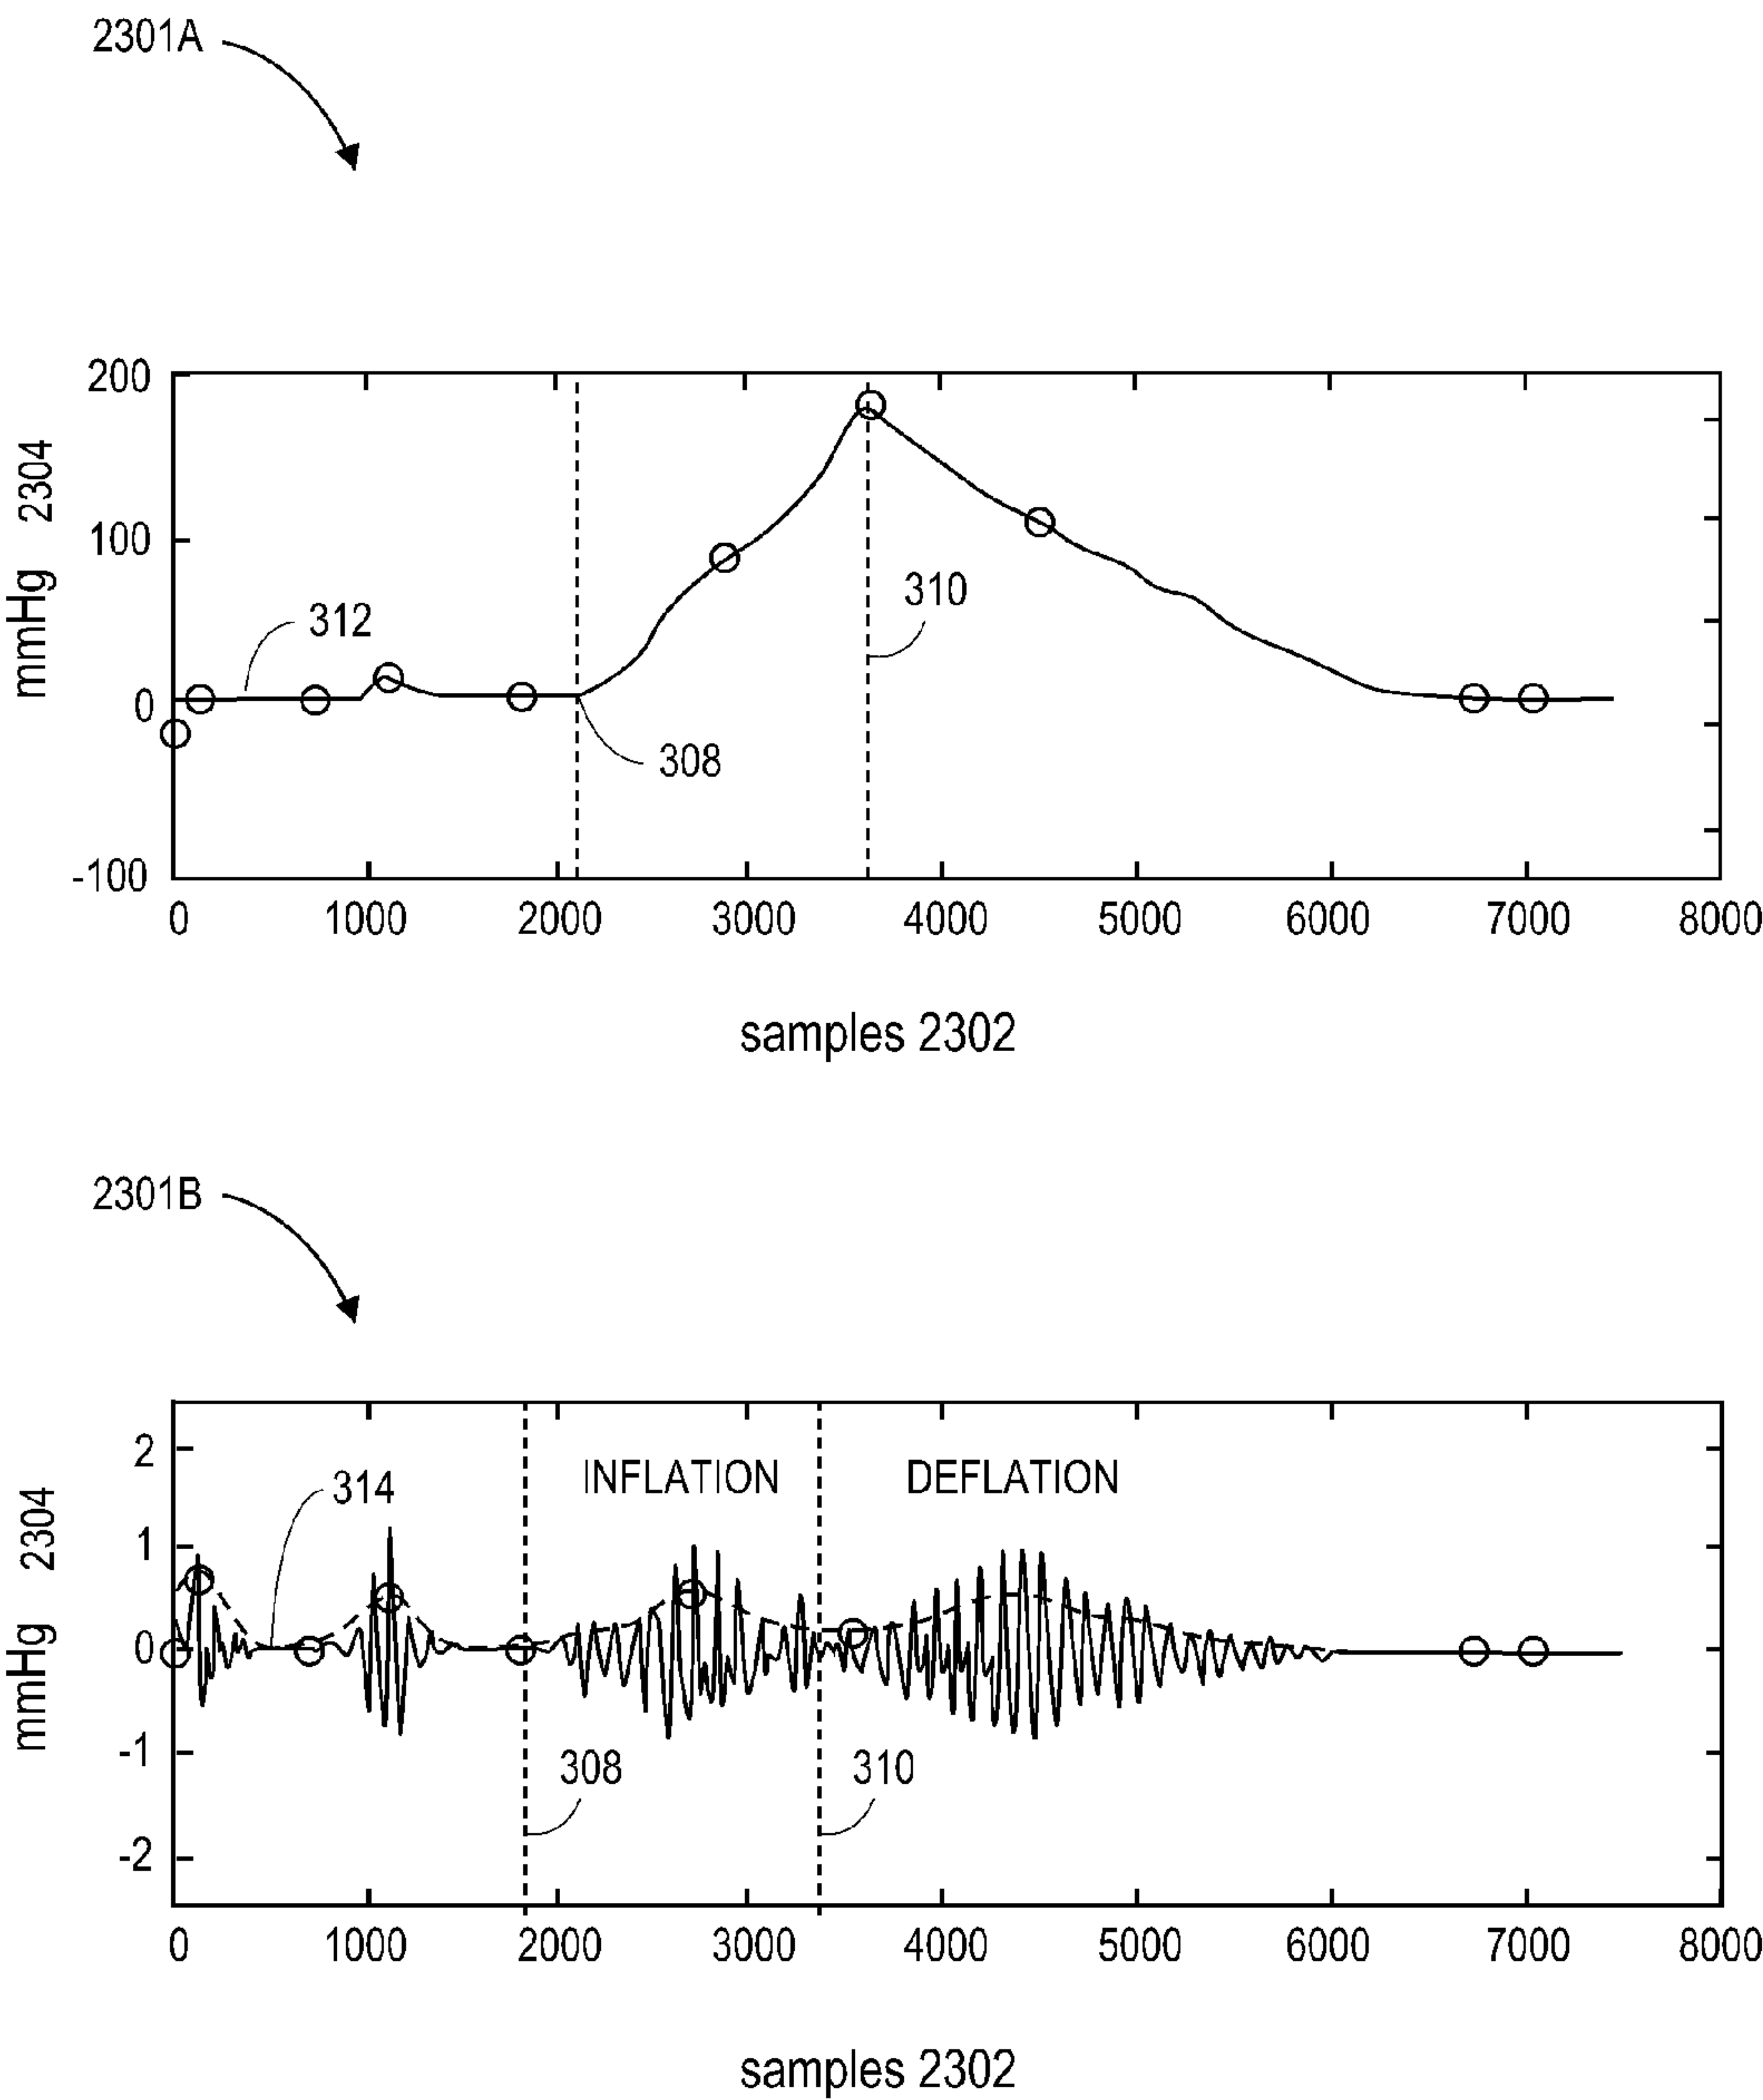 2301A
mmHg 2304
200
100
0
-100
312
310
308
0 1000 2000 3000 4000 5000 6000 7000 8000
samples 2302
2301B
mmHg 2304
2
1
0
-1
-2
314
INFLATION DEFLATION
308 310
0 1000 2000 3000 4000 5000 6000 7000 8000
samples 2302